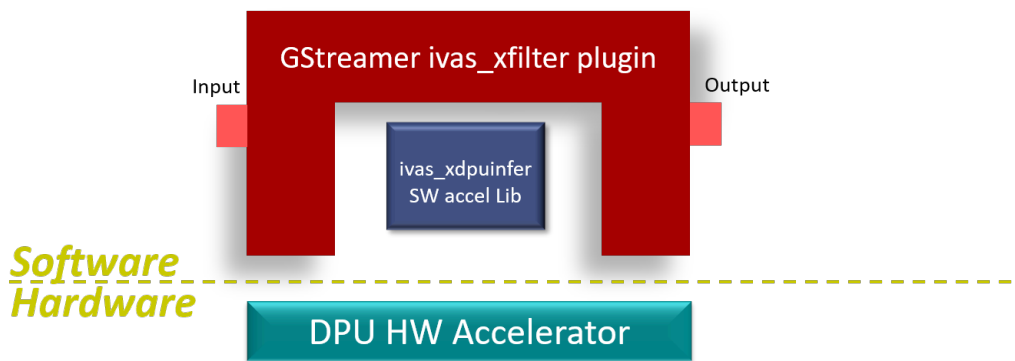 GStreamer ivas_xfilter plugin
Input
Output
ivas_xdpuinfer
SW accel Lib
Software
Hardware
DPU HW Accelerator